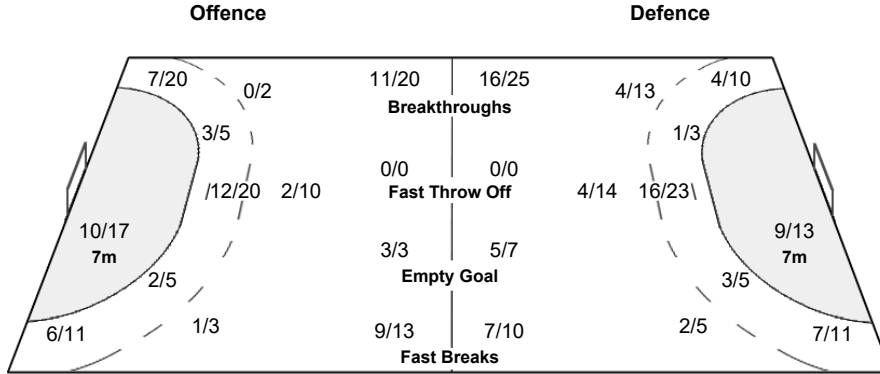 Offence Defence
7/20 11/20 16/25 4/10
0/2 4/13
Breakthroughs
3/5 1/3
0/0 0/0
12/20 2/10 Fast Throw Off 4/14 16/23
10/17 9/13
7m 7m
3/3 5/7
Empty Goal
2/5 3/5
6/11 1/3 9/13 7/10 2/5 7/11
Fast Breaks